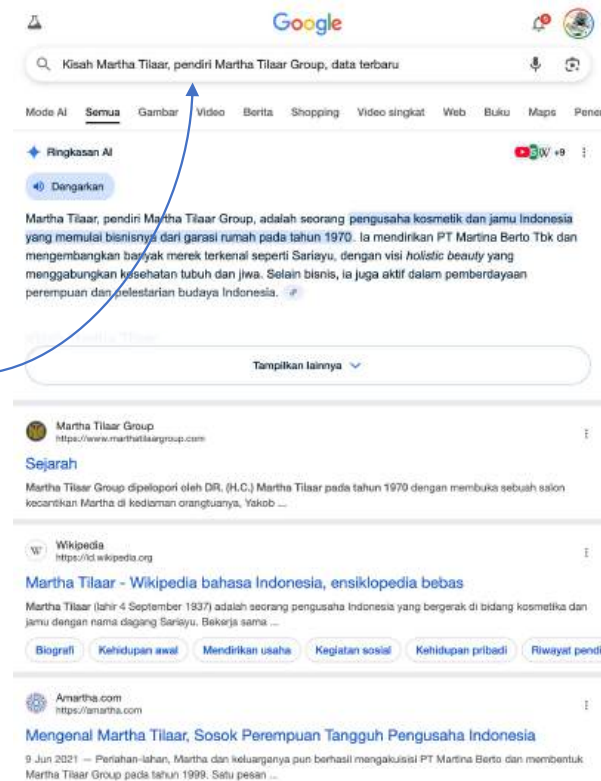 Google
Kisah Martha Tilaar, pendiri Martha Tilaar Group, data terbaru
Mode AI Semua Gambar Video Berita Shopping Video singkat Web Buku Maps Pener
Ringkasan AI
+9
Dengarkan
Martha Tilaar, pendiri Martha Tilaar Group, adalah seorang pengusaha kosmetik dan jamu Indonesia
yang memulai bisnisnya dari garasi rumah pada tahun 1970. Ia mendirikan PT Martina Berto Tbk dan
mengembangkan banyak merek terkenal seperti Sariayu, dengan visi holistic beauty yang
menggabungkan kesehatan tubuh dan jiwa. Selain bisnis, ia juga aktif dalam pemberdayaan
perempuan dan pelestarian budaya Indonesia.
Tampilkan lainnya
Martha Tilaar Group
https://www.marthatilaargroup.com
Sejarah
Martha Tilaar Group dipelopori oleh DR. (H.C.) Martha Tilaar pada tahun 1970 dengan membuka sebuah salon
kecantikan Martha di kediaman orangtuanya, Yakob ...
W Wikipedia
https://id.wikipedia.org
Martha Tilaar - Wikipedia bahasa Indonesia, ensiklopedia bebas
Martha Tilaar (lahir 4 September 1937) adalah seorang pengusaha Indonesia yang bergerak di bidang kosmetika dan
jamu dengan nama dagang Sariayu. Bekerja sama ...
Biografi Kehidupan awal Mendirikan usaha Kegiatan sosial Kehidupan pribadi Riwayat pendi
Amartha.com
https://amartha.com
Mengenal Martha Tilaar, Sosok Perempuan Tangguh Pengusaha Indonesia
9 Jun 2021 — Perlahan-lahan, Martha dan keluarganya pun berhasil mengakuisisi PT Martina Berto dan membentuk
Martha Tilaar Group pada tahun 1999. Satu pesan ...